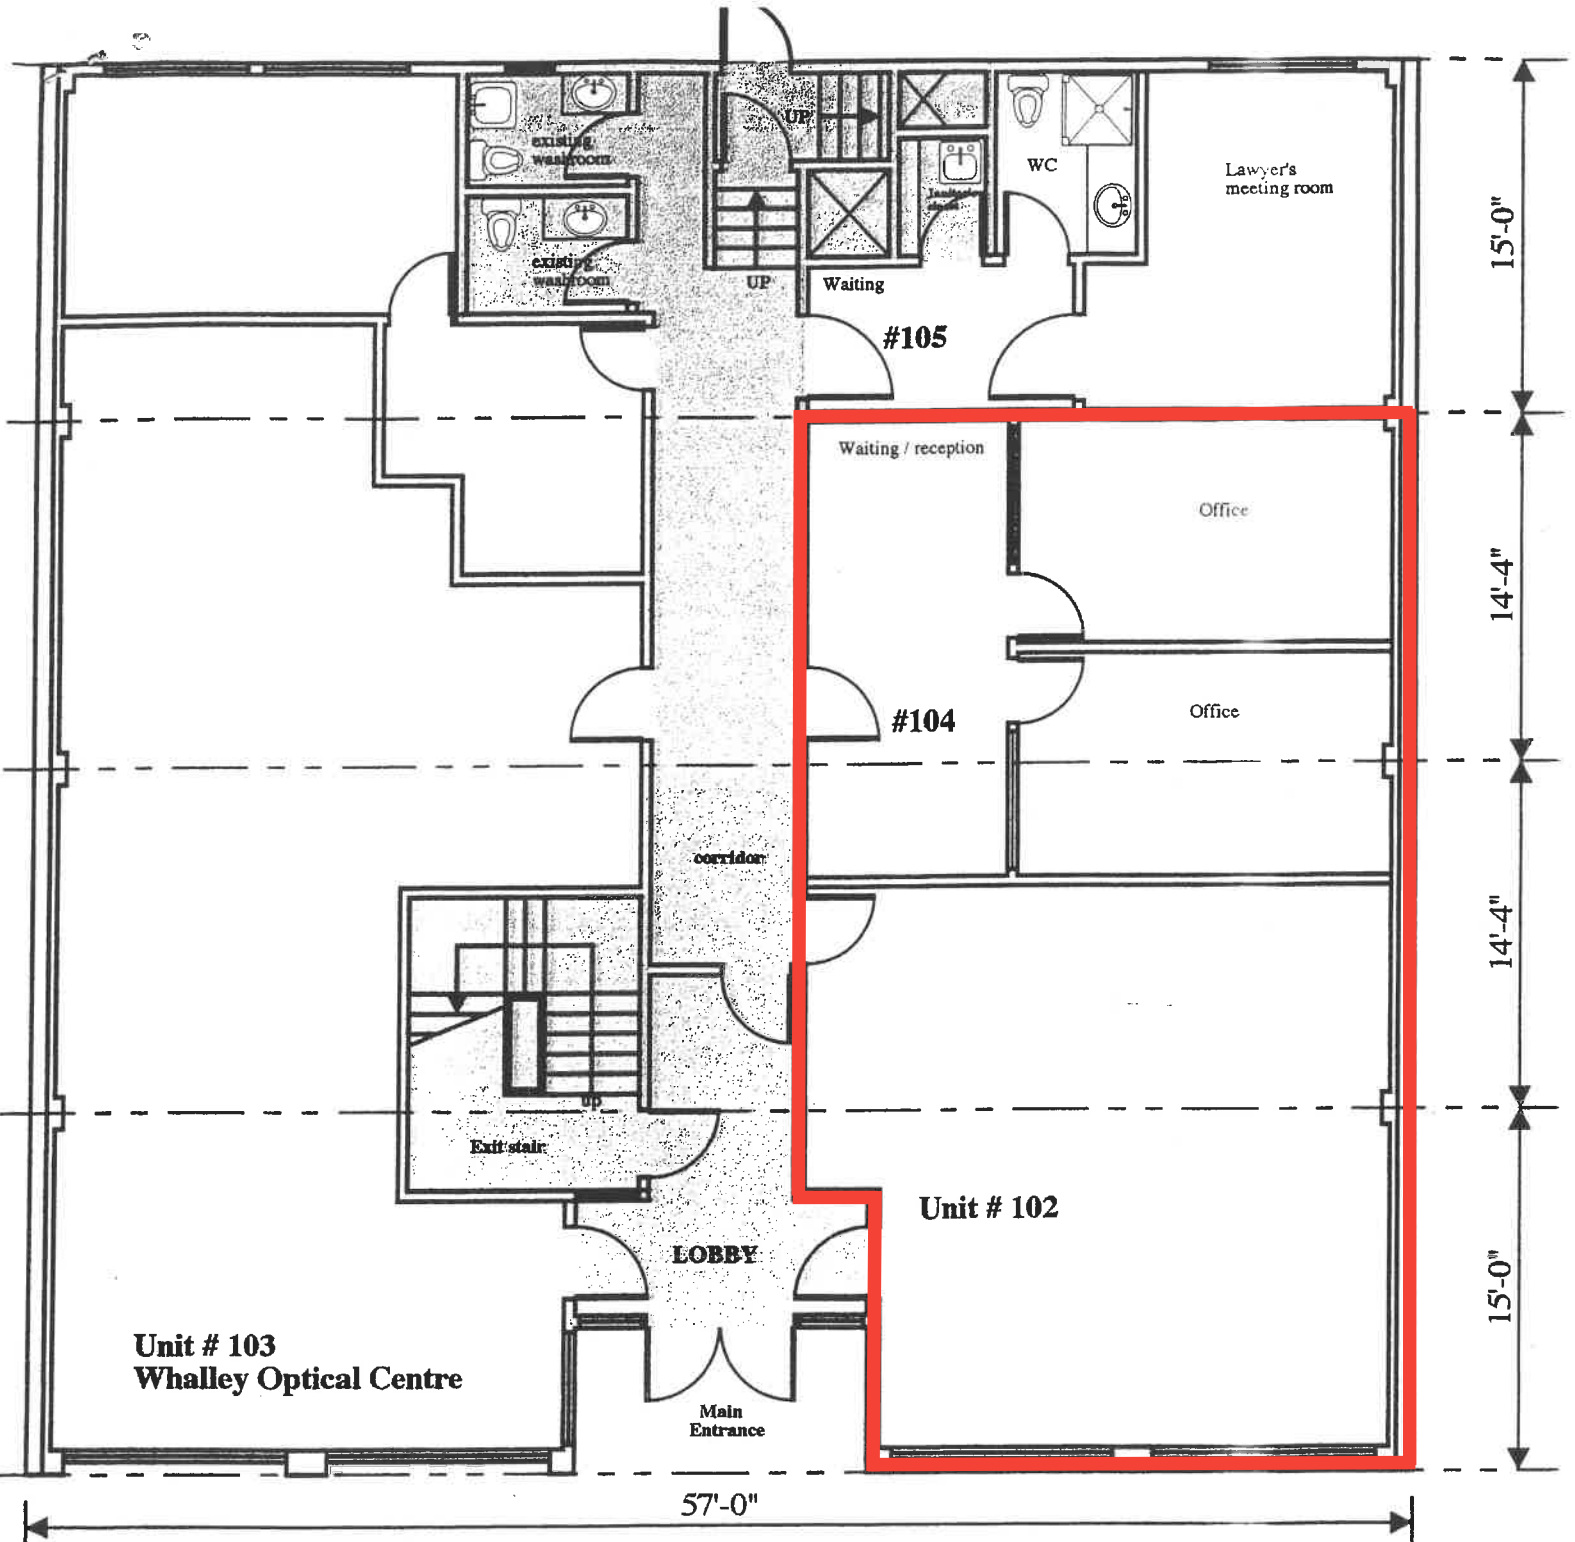 UP
existing
washroom
WC
Lawyer's
meeting room
15'-0"
existing
washroom
UP
Waiting
#105
Waiting / reception
Office
14'-4"
#104
Office
corridor
14'-4"
up
Exit stair
Unit # 102
LOBBY
15'-0"
Unit # 103
Whalley Optical Centre
Main
Entrance
57'-0"